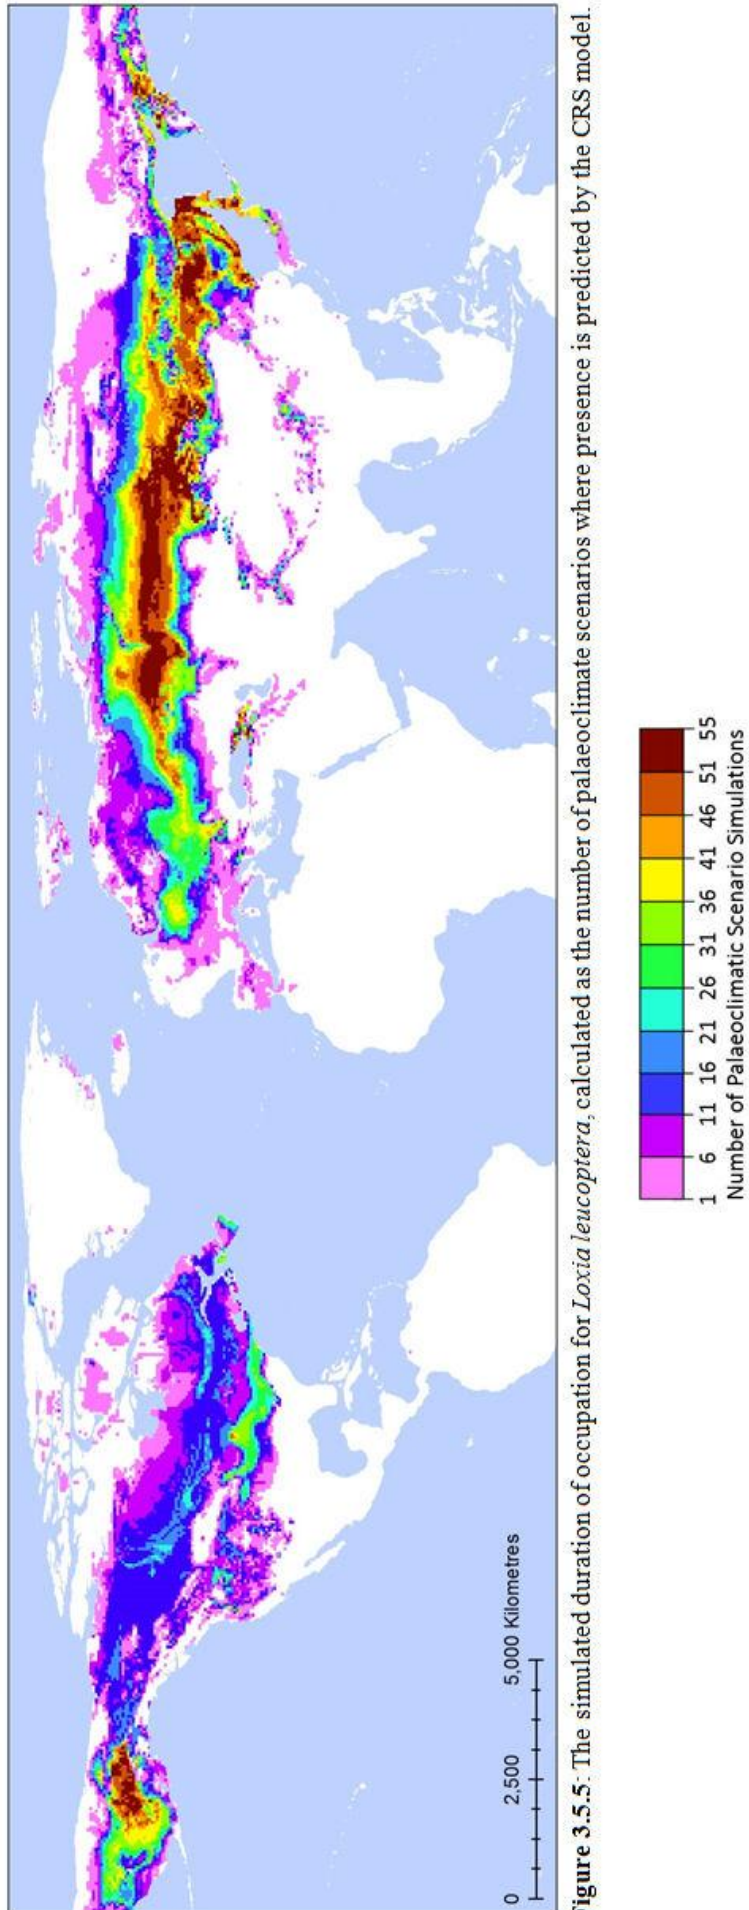 0 2,500 5,000 Kilometres
igure 3.5.5: The simulated duration of occupation for Loxia leucoptera, calculated as the number of palaeoclimate scenarios where presence is predicted by the CRS model.
1 6 11 16 21 26 31 36 41 46 51 55
Number of Palaeoclimatic Scenario Simulations